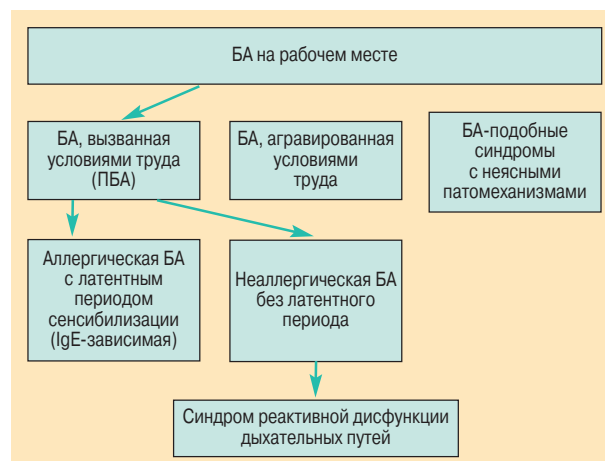 БА на рабочем месте
БА, вызванная
условиями труда
(ПБА)
БА, агравированная
условиями
труда
БА-подобные
синдромы
с неясными
патомеханизмами
Аллергическая БА
с латентным
периодом
сенсибилизации
(IgE-зависимая)
Неаллергическая БА
без латентного
периода
Синдром реактивной дисфункции
дыхательных путей